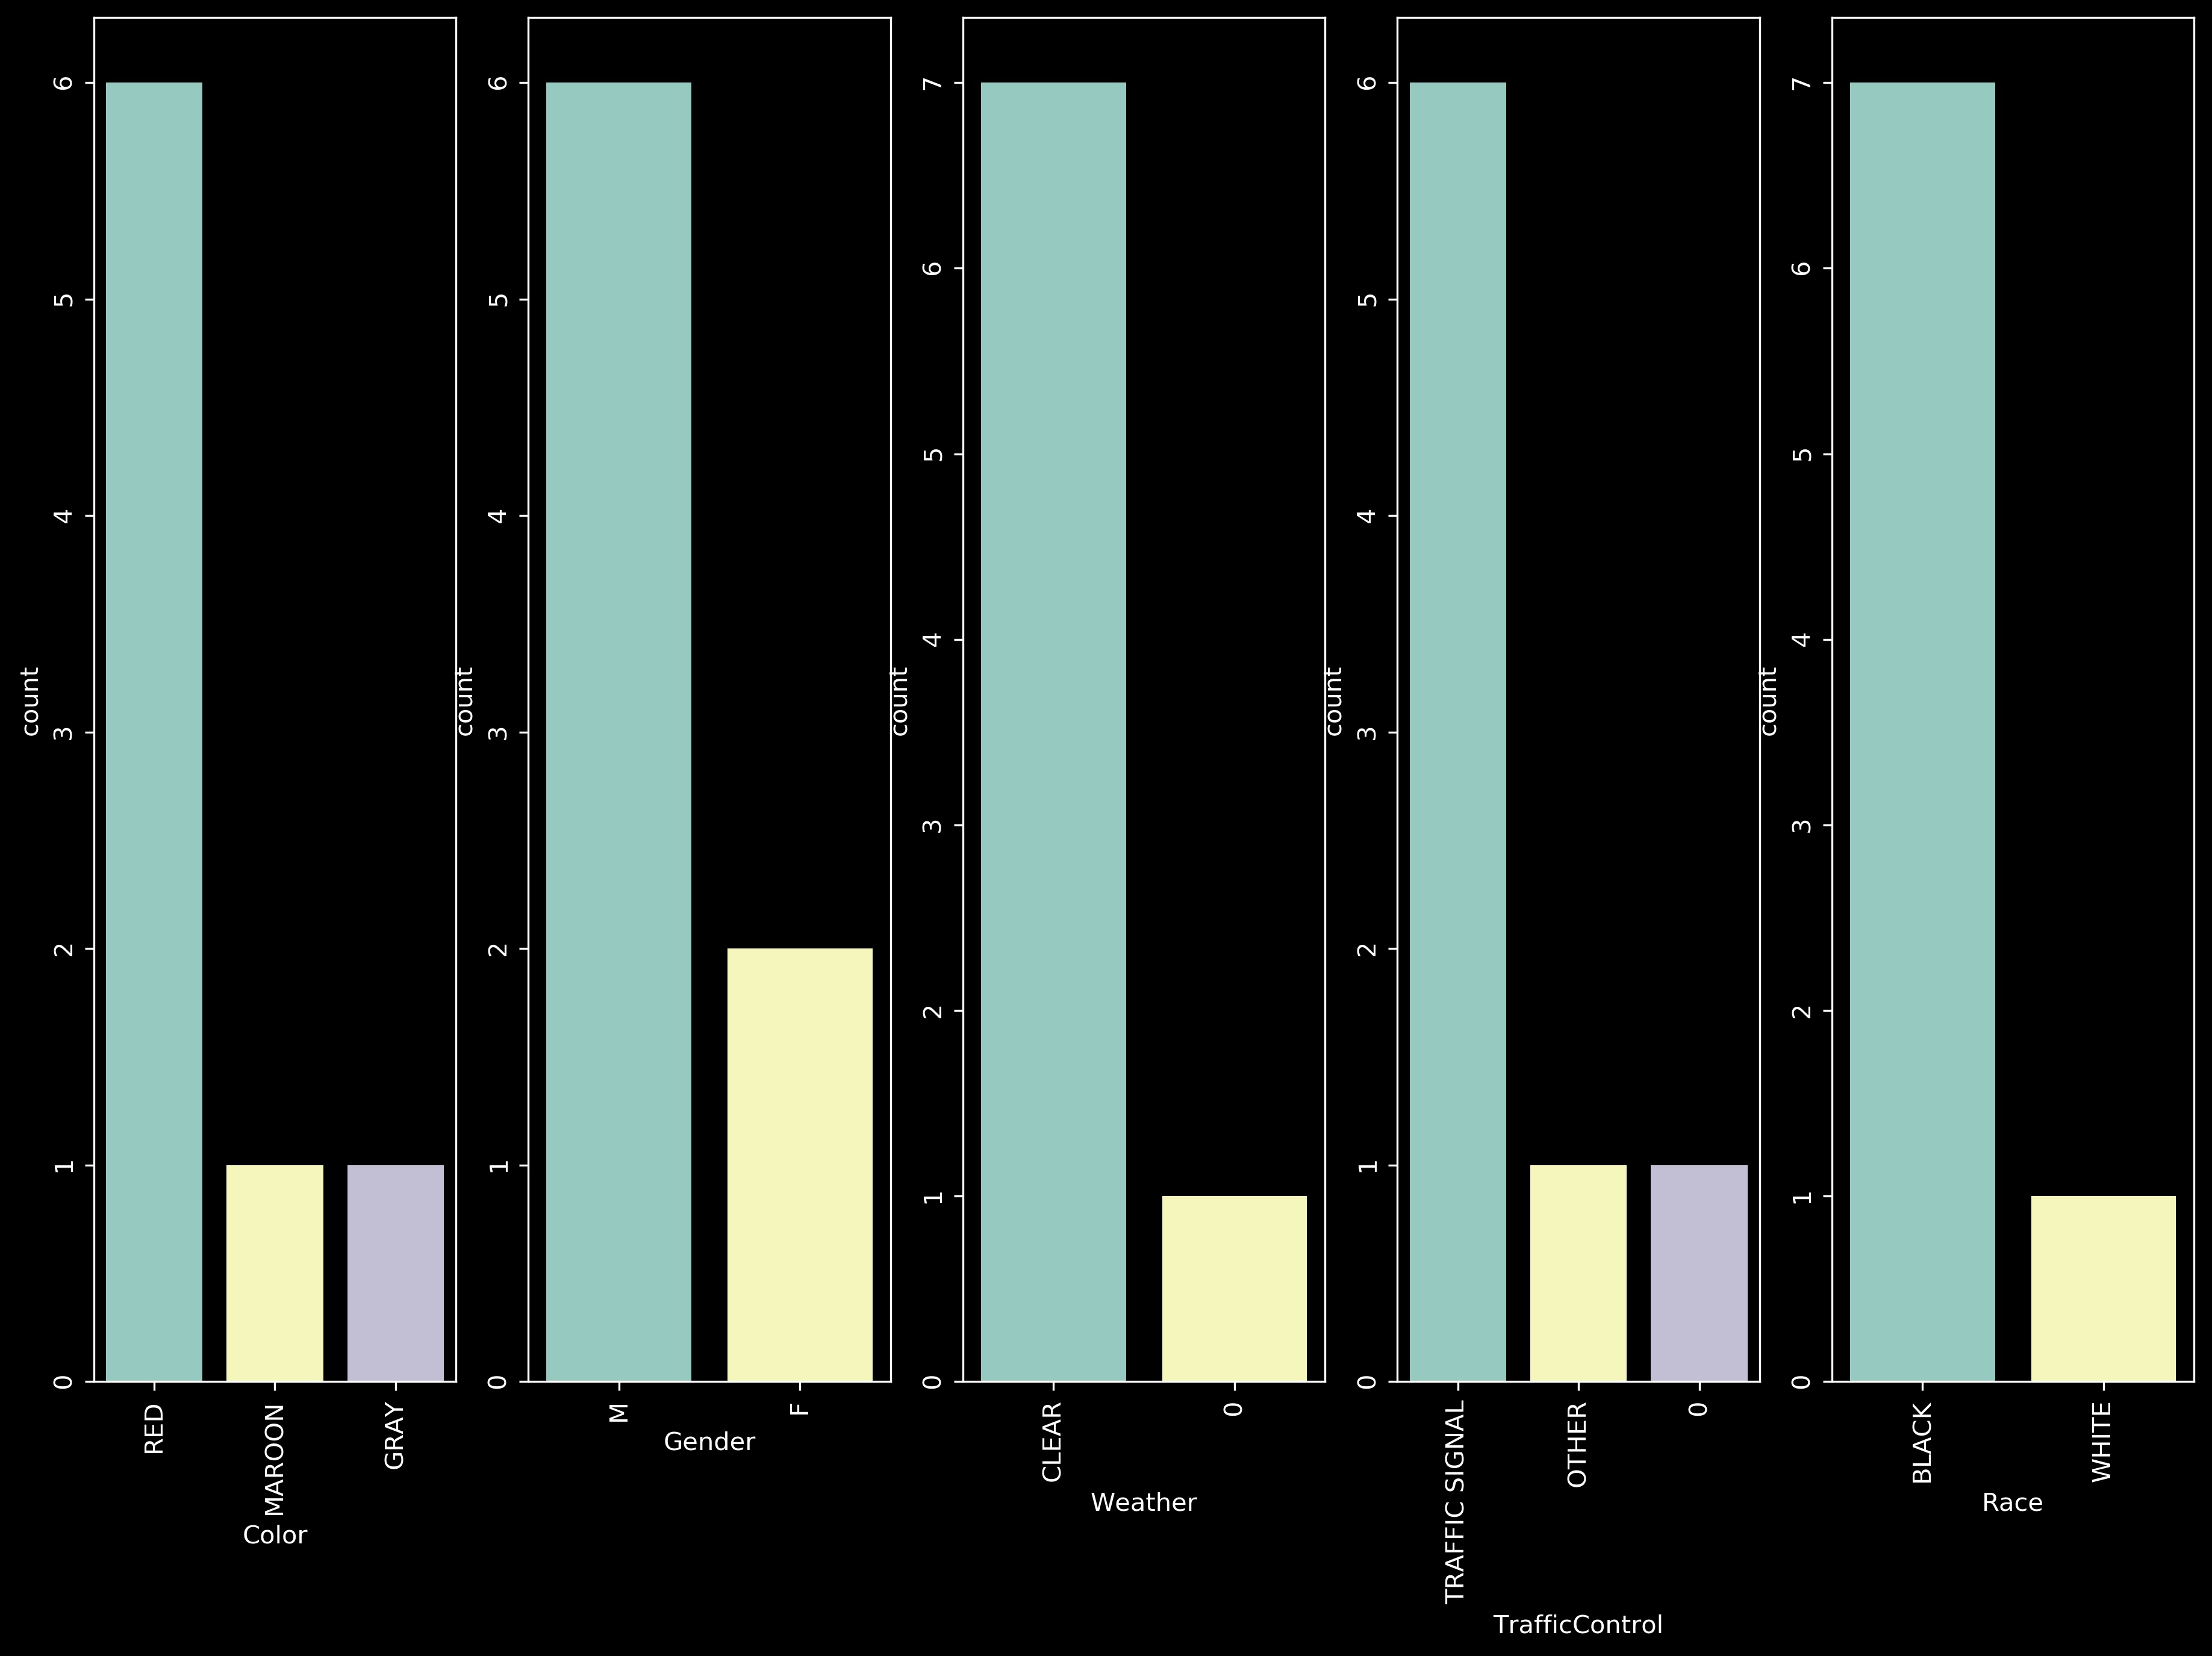 count
6
5
4
3
2
1
0
RED
MAROON
GRAY
Color
count
6
5
4
3
2
1
0
M
F
Gender
count
7
6
5
4
3
2
1
0
CLEAR
0
Weather
count
6
5
4
3
2
1
0
TRAFFIC SIGNAL
OTHER
0
TrafficControl
count
7
6
5
4
3
2
1
0
BLACK
WHITE
Race